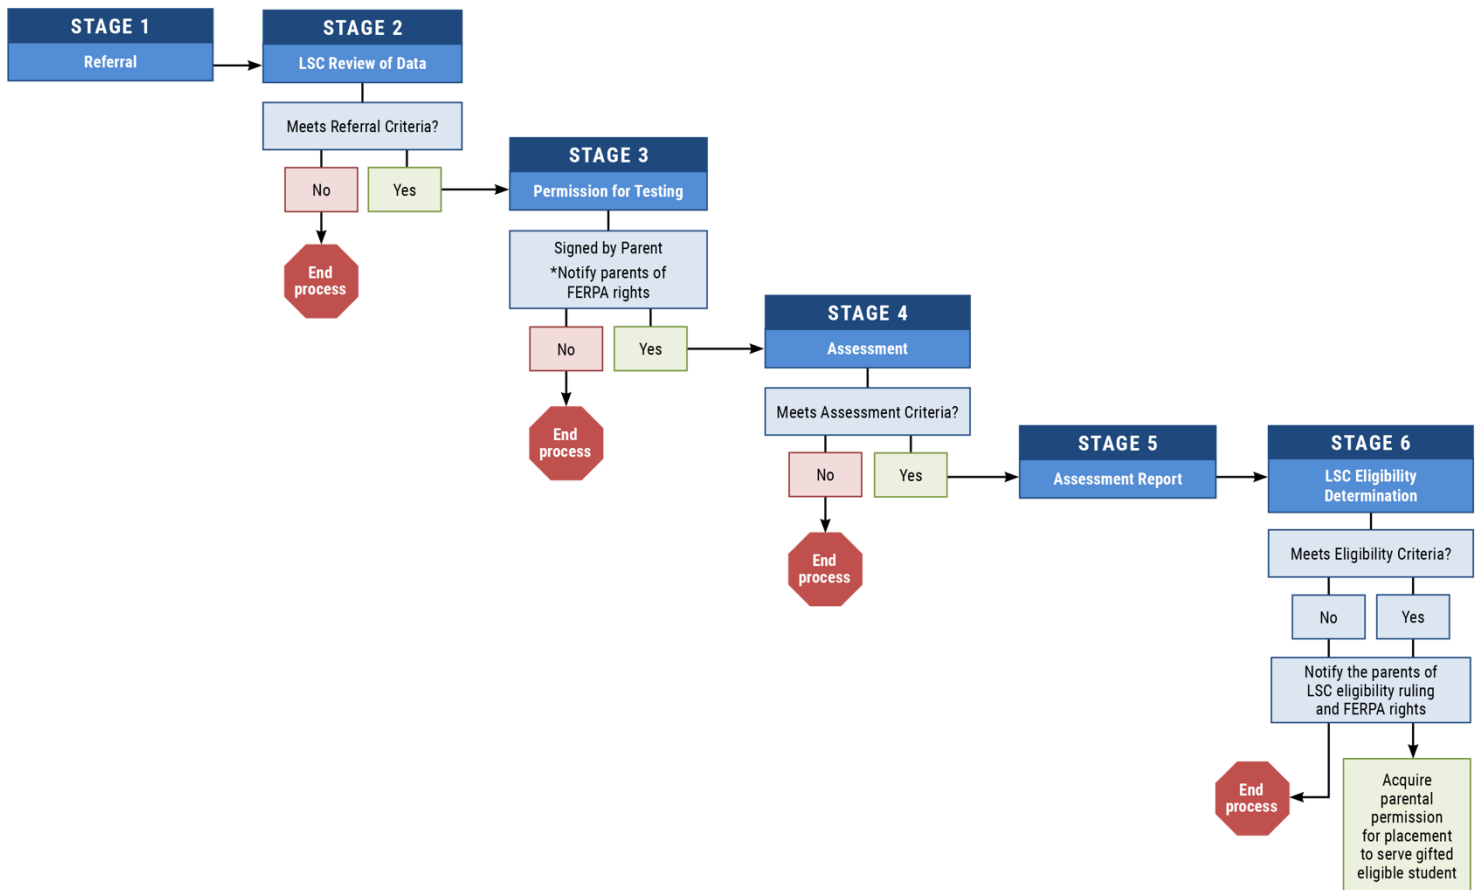 STAGE 1
Referral
STAGE 2
LSC Review of Data
Meets Referral Criteria?
No
Yes
End
process
STAGE 3
Permission for Testing
Signed by Parent
*Notify parents of
FERPA rights
No
Yes
End
process
STAGE 4
Assessment
Meets Assessment Criteria?
No
Yes
End
process
STAGE 5
Assessment Report
STAGE 6
LSC Eligibility
Determination
Meets Eligibility Criteria?
No
Yes
Notify the parents of
LSC eligibility ruling
and FERPA rights
End
process
Acquire
parental
permission
for placement
to serve gifted
eligible student